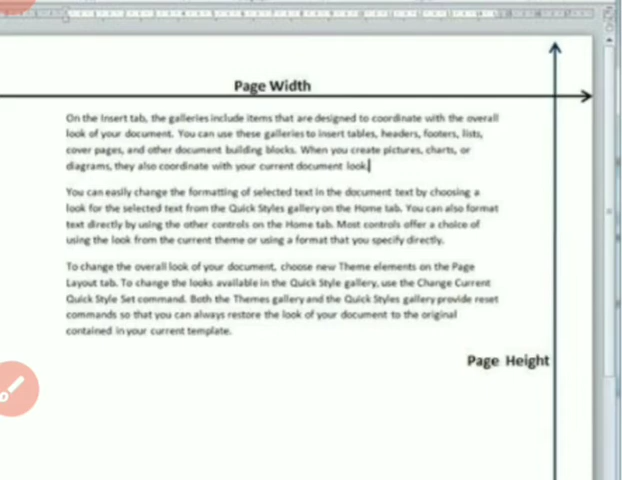 Page Width
On the Insert tab, the galleries include items that are designed to coordinate with the overall
look of your document. You can use these galleries to insert tables, headers, footers, lists,
cover pages, and other document building blocks. When you create pictures, charts, or
diagrams, they also coordinate with your current document look.
You can easily change the formatting of selected text in the document text by choosing a
look for the selected text from the Quick Styles gallery on the Home tab. You can also format
text directly by using the other controls on the Home tab. Most controls offer a choice of
using the look from the current theme or using a format that you specify directly.
To change the overall look of your document, choose new Theme elements on the Page
Layout tab. To change the looks available in the Quick Style gallery, use the Change Current
Quick Style Set command. Both the Themes gallery and the Quick Styles gallery provide reset
commands so that you can always restore the look of your document to the original
contained in your current template.
Page Height